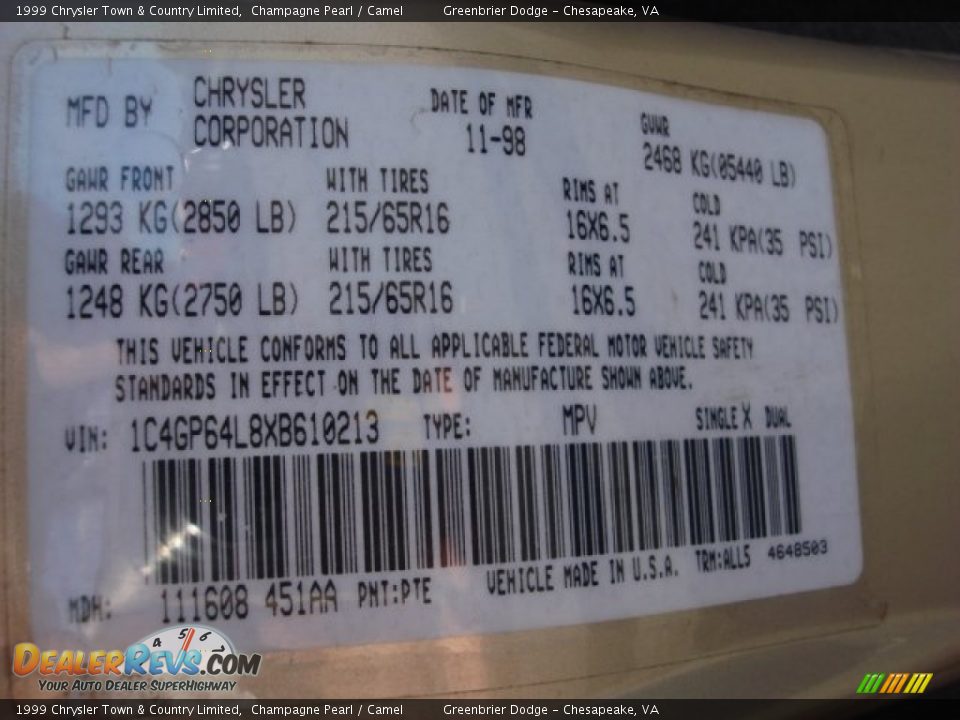 1999 Chrysler Town & Country Limited, Champagne Pearl / Camel Greenbrier Dodge - Chesapeake, VA
MFD BY CHRYSLER CORPORATION DATE OF MFR 11-98 GVWR 2468 KG(05440 LB)
GAWR FRONT WITH TIRES RIMS AT COLD
1293 KG(2850 LB) 215/65R16 16X6.5 241 KPA(35 PSI)
GAWR REAR WITH TIRES RIMS AT COLD
1248 KG(2750 LB) 215/65R16 16X6.5 241 KPA(35 PSI)
THIS VEHICLE CONFORMS TO ALL APPLICABLE FEDERAL MOTOR VEHICLE SAFETY
STANDARDS IN EFFECT ON THE DATE OF MANUFACTURE SHOWN ABOVE.
VIN: 1C4GP64L8XB610213 TYPE: MPV SINGLE X DUAL
MDH: 111608 451AA PNT:PTE VEHICLE MADE IN U.S.A. TRM:ALL5 4648503
4 5 6
DEALERREVS.COM
YOUR AUTO DEALER SUPERHIGHWAY
1999 Chrysler Town & Country Limited, Champagne Pearl / Camel Greenbrier Dodge - Chesapeake, VA